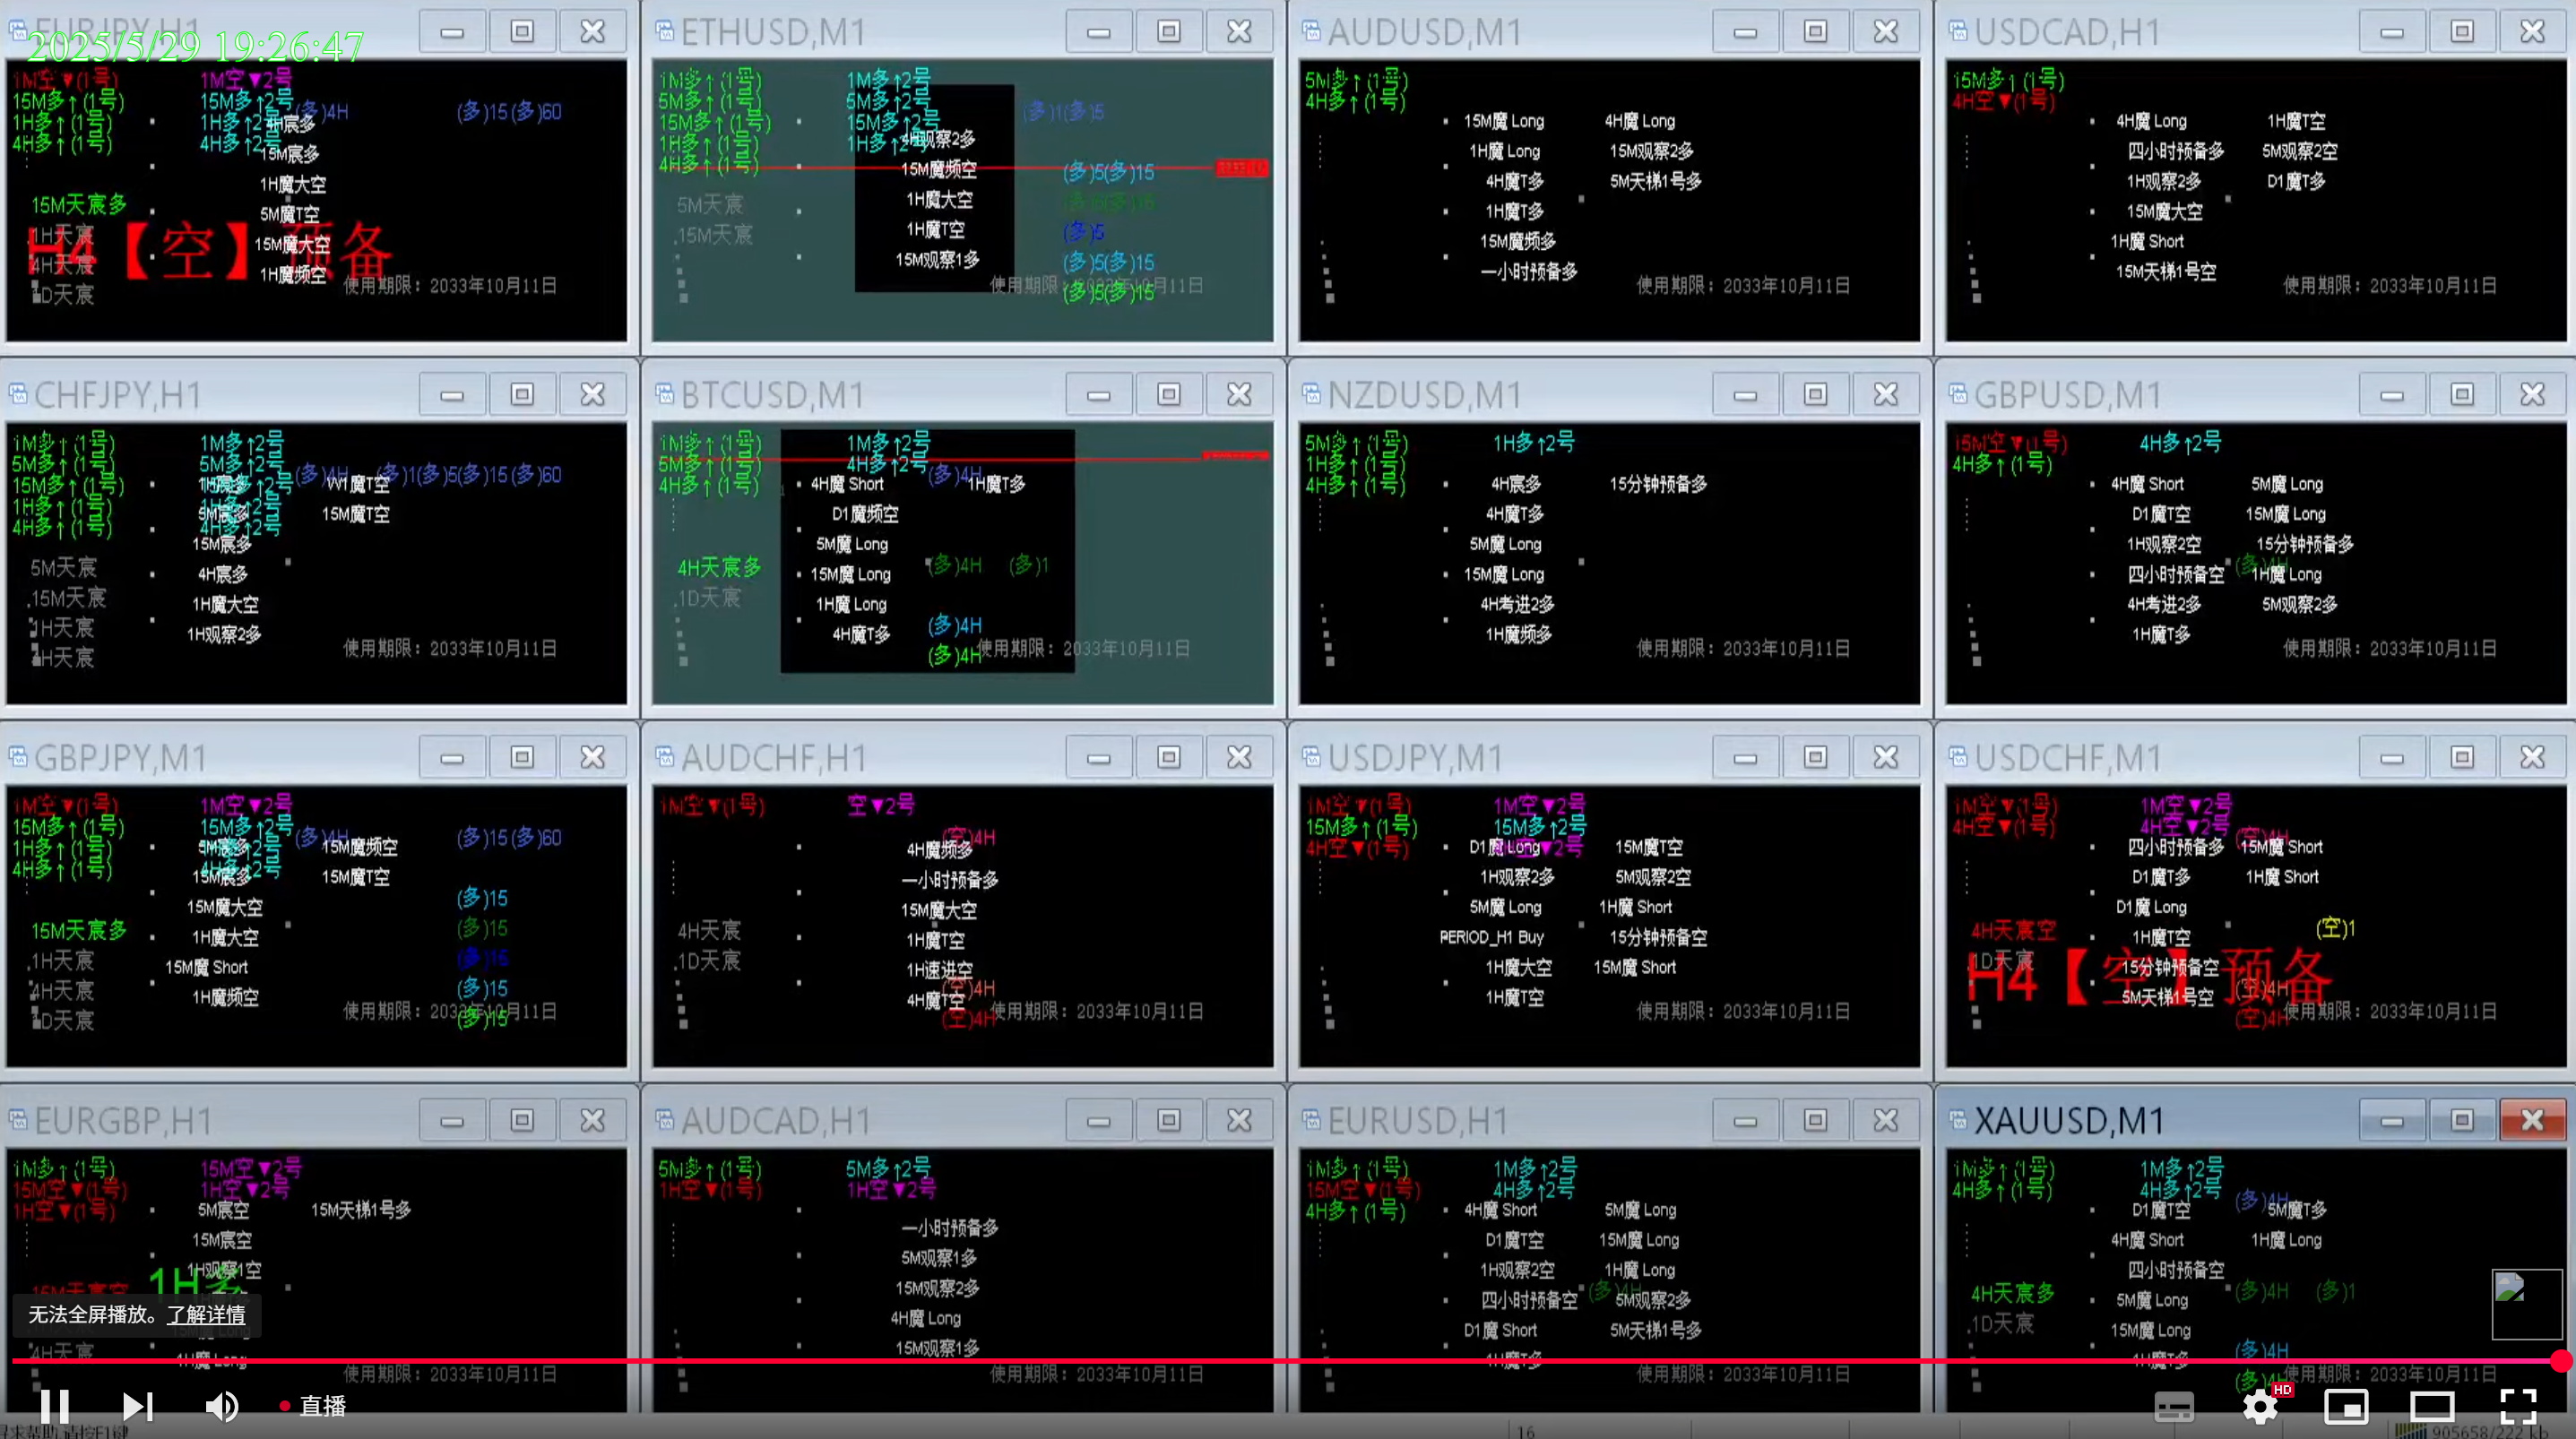 EURJPY,H1
2025/5/29 19:26:47
1M空▼(1号) 1M空▼2号
15M多↑(1号) 15M多↑2号
1H多↑(1号) 1H多↑2号
4H多↑(1号) 4H多↑2号
(多)4H (多)15 (多)60
4H宸多
15M宸多
1H魔大空
15M天宸多 5M魔T空
1H天宸 15M魔大空
H4【空】预备
4H天宸 1H魔频空
1D天宸
使用期限：2033年10月11日
ETHUSD,M1
1M多↑(1号) 1M多↑2号
5M多↑(1号) 5M多↑2号
15M多↑(1号) 15M多↑2号
1H多↑(1号) 1H多↑2号
4H多↑(1号)
(多)1(多)5
4H观察2多
15M魔频空 (多)5(多)15
5M天宸 1H魔大空
15M天宸 1H魔T空 (多)5
15M观察1多 (多)5(多)15
使用期限：2033年10月11日
(多)5(多)15
AUDUSD,M1
5M多↑(1号)
4H多↑(1号)
15M魔 Long 4H魔 Long
1H魔 Long 15M观察2多
4H魔T多 5M天梯1号多
1H魔T多
15M魔频多
一小时预备多
使用期限：2033年10月11日
USDCAD,H1
15M多↑(1号)
4H空▼(1号)
4H魔 Long 1H魔T空
四小时预备多 5M观察2空
1H观察2多 D1魔T多
15M魔大空
1H魔 Short
15M天梯1号空
使用期限：2033年10月11日
CHFJPY,H1
1M多↑(1号) 1M多↑2号
5M多↑(1号) 5M多↑2号
15M多↑(1号) 15M多↑2号
1H多↑(1号) 1H多↑2号
4H多↑(1号) 4H多↑2号
(多)4H (多)1(多)5(多)15 (多)60
1H宸多 W1魔T空
5M宸多 15M魔T空
15M宸多
5M天宸 4H宸多
15M天宸 1H魔大空
1H天宸 1H观察2多
4H天宸
使用期限：2033年10月11日
BTCUSD,M1
1M多↑(1号) 1M多↑2号
5M多↑(1号) 4H多↑2号
4H多↑(1号)
(多)4H
4H魔 Short 1H魔T多
D1魔频空
5M魔 Long
4H天宸多 15M魔 Long (多)4H (多)1
1D天宸 1H魔 Long
4H魔T多 (多)4H
(多)4H 使用期限：2033年10月11日
NZDUSD,M1
5M多↑(1号) 1H多↑2号
1H多↑(1号)
4H多↑(1号)
4H宸多 15分钟预备多
4H魔T多
5M魔 Long
15M魔 Long
4H考进2多
1H魔频多
使用期限：2033年10月11日
GBPUSD,M1
15M空▼(1号) 4H多↑2号
4H多↑(1号)
4H魔 Short 5M魔 Long
D1魔T空 15M魔 Long
1H观察2空 15分钟预备多
(多)4H
四小时预备空 1H魔 Long
4H考进2多 5M观察2多
1H魔T多
使用期限：2033年10月11日
GBPJPY,M1
1M空▼(1号) 1M空▼2号
15M多↑(1号) 15M多↑2号
1H多↑(1号) 1H多↑2号
4H多↑(1号) 4H多↑2号
(多)4H (多)15 (多)60
5M宸多 15M魔频空
15M宸多 15M魔T空
15M魔大空 (多)15
15M天宸多 1H魔大空 (多)15
1H天宸 15M魔 Short (多)15
4H天宸 1H魔频空 (多)15
1D天宸 (多)15
使用期限：2033年10月11日
AUDCHF,H1
1M空▼(1号) 空▼2号
(空)4H
4H魔频多
一小时预备多
15M魔大空
4H天宸 1H魔T空
1D天宸 1H速进空
(空)4H
4H魔T空
(空)4H 使用期限：2033年10月11日
USDJPY,M1
1M空▼(1号) 1M空▼2号
15M多↑(1号) 15M多↑2号
4H空▼(1号) 4H空▼2号
D1魔 Long 15M魔T空
1H观察2多 5M观察2空
5M魔 Long 1H魔 Short
PERIOD_H1 Buy 15分钟预备空
1H魔大空 15M魔 Short
1H魔T空
使用期限：2033年10月11日
USDCHF,M1
1M空▼(1号) 1M空▼2号
4H空▼(1号) 4H空▼2号
(空)4H
四小时预备多 15M魔 Short
D1魔T多 1H魔 Short
D1魔 Long
4H天宸空 1H魔T空 (空)1
1D天宸 15分钟预备空
H4【空】预备
5M天梯1号空 (空)4H
(空)4H 使用期限：2033年10月11日
EURGBP,H1
1M多↑(1号) 15M空▼2号
15M空▼(1号) 1H空▼2号
1H空▼(1号)
5M宸空 15M天梯1号多
15M宸空
1H观察1空
15M天宸空 1H多
无法全屏播放。了解详情
4H天宸 4H魔 Long
使用期限：2033年10月11日
AUDCAD,H1
5M多↑(1号) 5M多↑2号
1H空▼(1号) 1H空▼2号
一小时预备多
5M观察1多
15M观察2多
4H魔 Long
15M观察1多
使用期限：2033年10月11日
EURUSD,H1
1M多↑(1号) 1M多↑2号
15M空▼(1号) 4H多↑2号
4H多↑(1号)
4H魔 Short 5M魔 Long
D1魔T空 15M魔 Long
1H观察2空 1H魔 Long
(多)4H
四小时预备空 5M观察2多
D1魔 Short 5M天梯1号多
1H魔T多
使用期限：2033年10月11日
XAUUSD,M1
1M多↑(1号) 1M多↑2号
4H多↑(1号) 4H多↑2号
(多)4H
D1魔T空 5M魔T多
4H魔 Short 1H魔 Long
四小时预备空
4H天宸多 5M魔 Long (多)4H (多)1
1D天宸 15M魔 Long
(多)4H
1H魔T多
(多)4H 使用期限：2033年10月11日
直播
HD
16
905658/222 kb